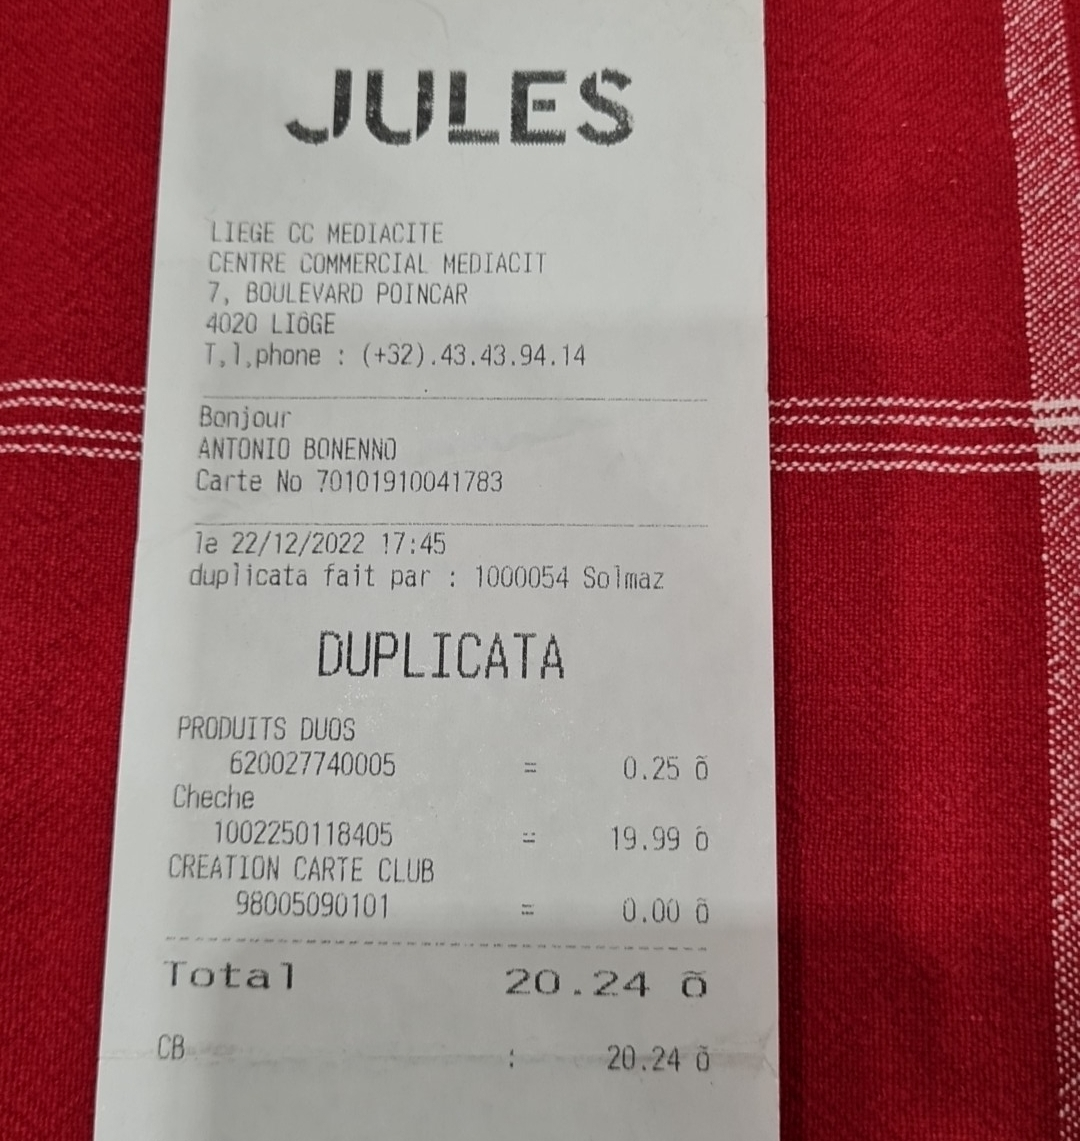 JULES
LIEGE CC MEDIACITE
CENTRE COMMERCIAL MEDIACIT
7, BOULEVARD POINCAR
4020 LIôGE
T,l,phone : (+32).43.43.94.14
Bonjour
ANTONIO BONENNO
Carte No 70101910041783
le 22/12/2022 17:45
duplicata fait par : 1000054 Solmaz
DUPLICATA
PRODUITS DUOS
620027740005 = 0.25 õ
Cheche
1002250118405 = 19.99 õ
CREATION CARTE CLUB
98005090101 = 0.00 õ
Total 20.24 õ
CB : 20.24 õ